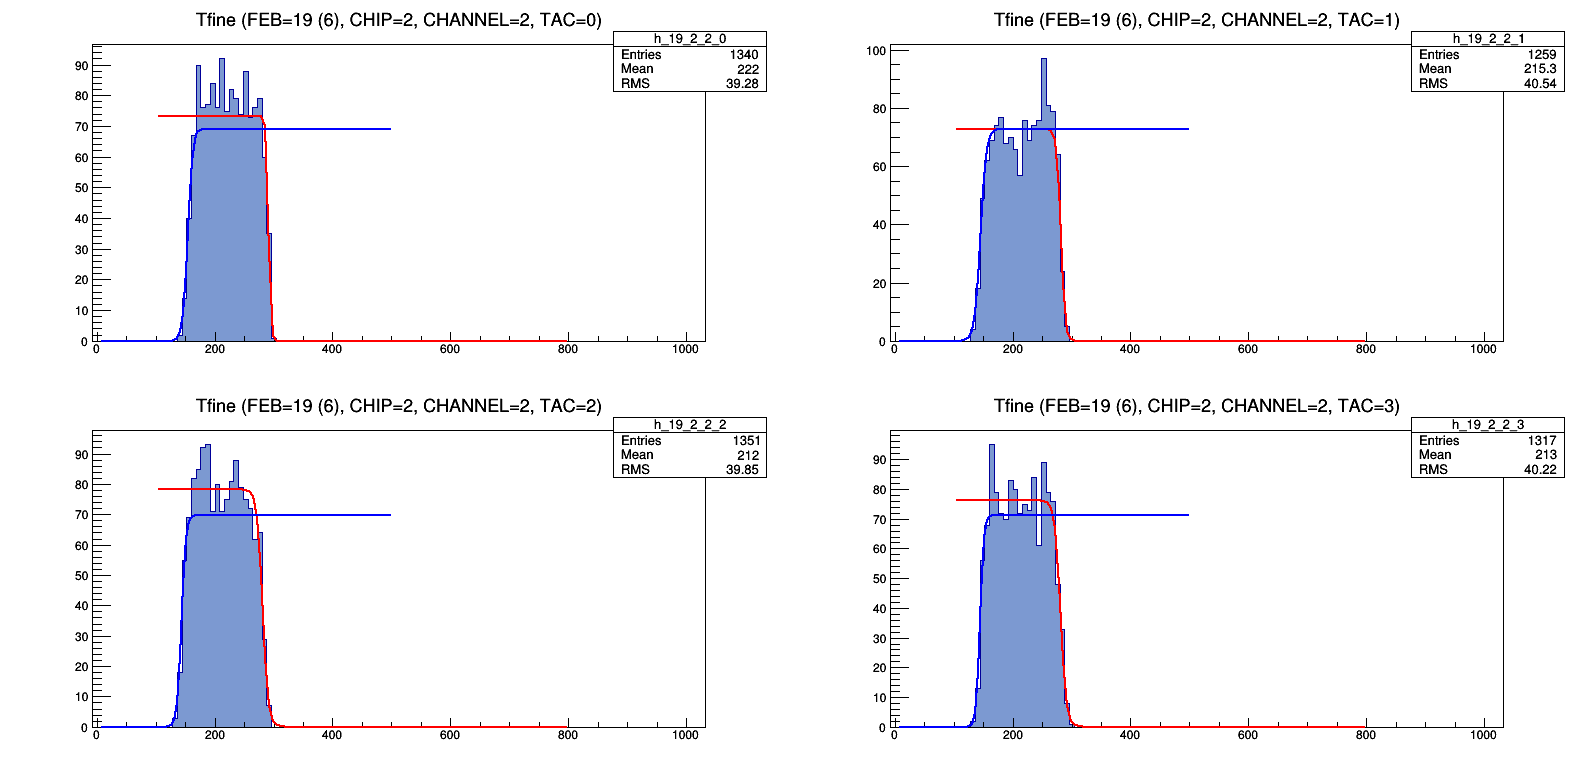 Tfine (FEB=19 (6), CHIP=2, CHANNEL=2, TAC=0)
h_19_2_2_0
Entries 1340
Mean 222
RMS 39.28
90
80
70
60
50
40
30
20
10
0
0 200 400 600 800 1000
Tfine (FEB=19 (6), CHIP=2, CHANNEL=2, TAC=1)
h_19_2_2_1
Entries 1259
Mean 215.3
RMS 40.54
100
80
60
40
20
0
0 200 400 600 800 1000
Tfine (FEB=19 (6), CHIP=2, CHANNEL=2, TAC=2)
h_19_2_2_2
Entries 1351
Mean 212
RMS 39.85
90
80
70
60
50
40
30
20
10
0
0 200 400 600 800 1000
Tfine (FEB=19 (6), CHIP=2, CHANNEL=2, TAC=3)
h_19_2_2_3
Entries 1317
Mean 213
RMS 40.22
90
80
70
60
50
40
30
20
10
0
0 200 400 600 800 1000